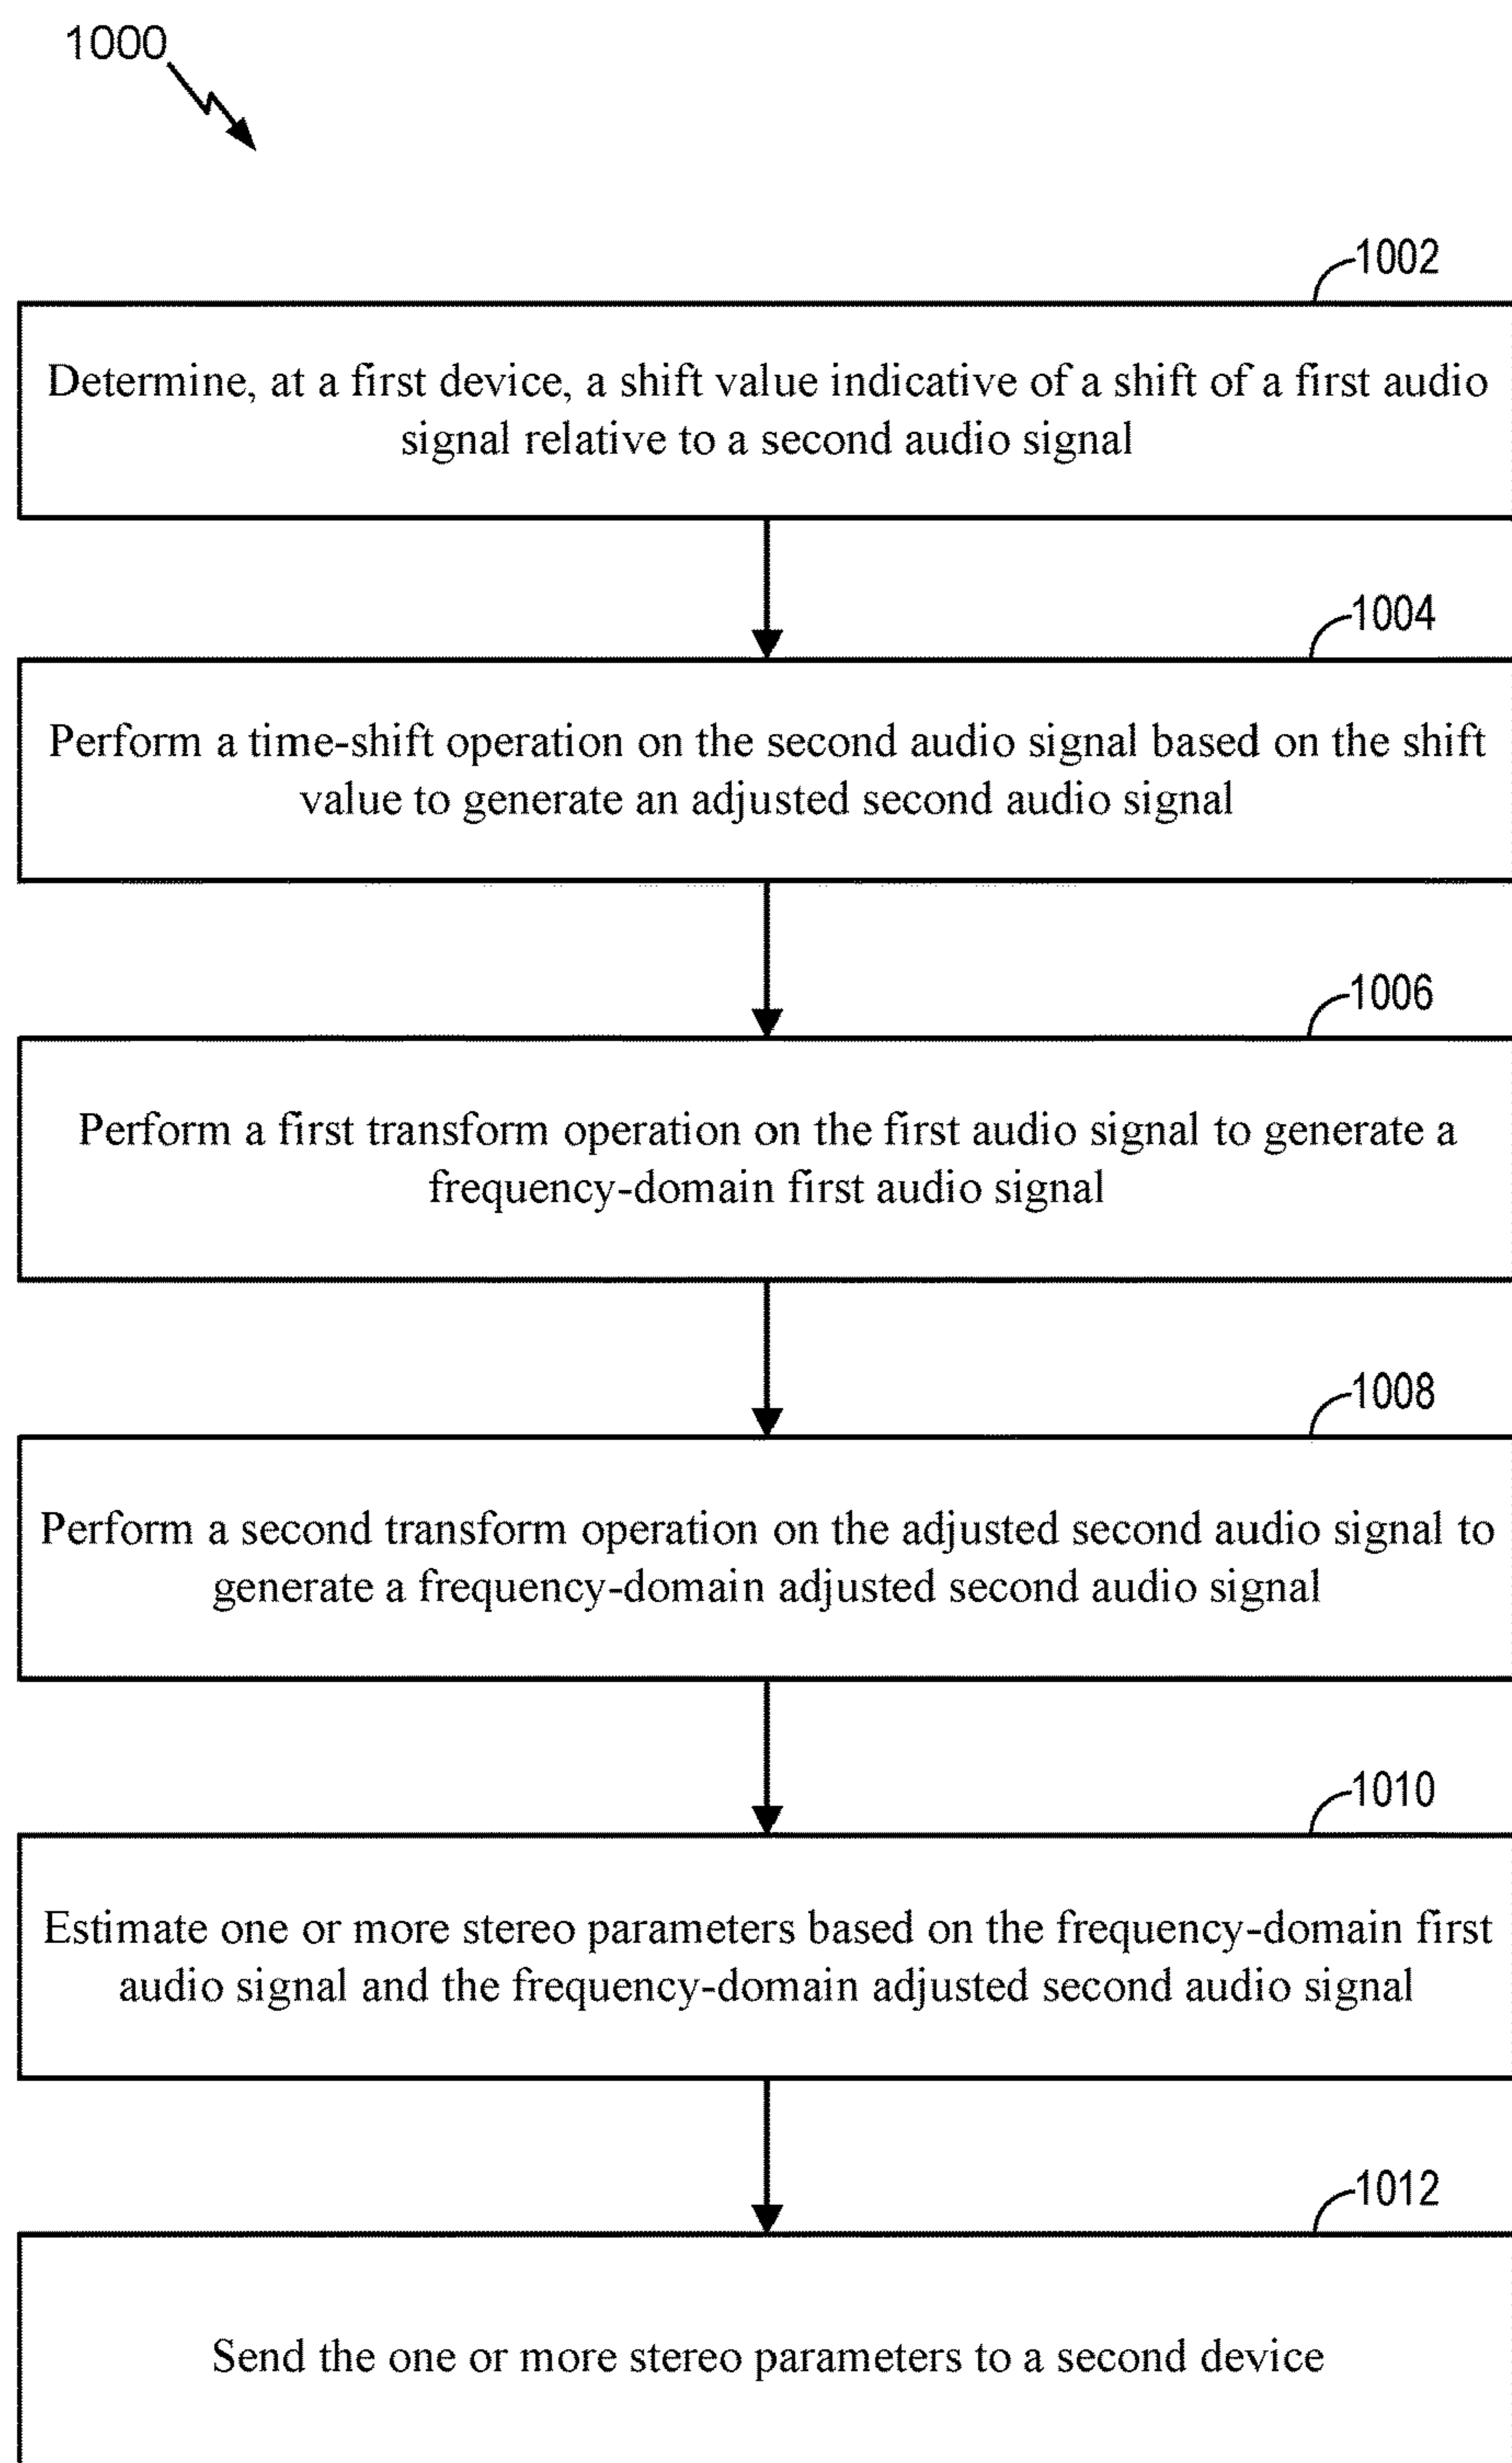 1000
1002
Determine, at a first device, a shift value indicative of a shift of a first audio
signal relative to a second audio signal
1004
Perform a time-shift operation on the second audio signal based on the shift
value to generate an adjusted second audio signal
1006
Perform a first transform operation on the first audio signal to generate a
frequency-domain first audio signal
1008
Perform a second transform operation on the adjusted second audio signal to
generate a frequency-domain adjusted second audio signal
1010
Estimate one or more stereo parameters based on the frequency-domain first
audio signal and the frequency-domain adjusted second audio signal
1012
Send the one or more stereo parameters to a second device